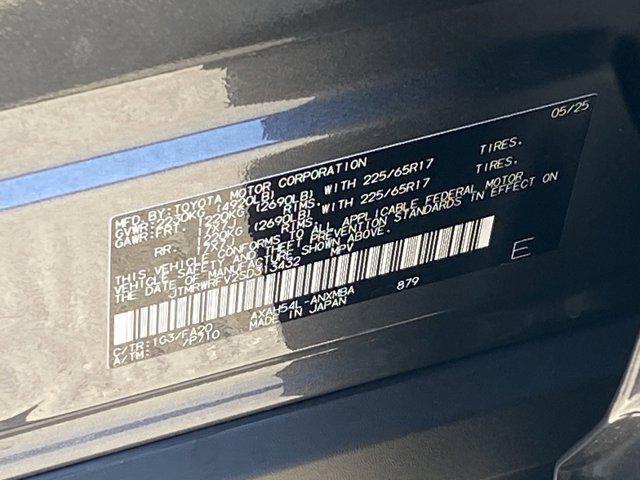 05/25
MFD. BY: TOYOTA MOTOR CORPORATION
GVWR: 2230KG (4920LB)
GAWR: FRT. 1220KG (2690LB) WITH 225/65R17 TIRES.
17X7J RIMS.
RR. 1220KG (2690LB) WITH 225/65R17 TIRES.
17X7J RIMS.
THIS VEHICLE CONFORMS TO ALL APPLICABLE FEDERAL MOTOR
VEHICLE SAFETY AND THEFT PREVENTION STANDARDS IN EFFECT ON
THE DATE OF MANUFACTURE SHOWN ABOVE.
MPV E
C/TR: 1G3/FA20 AXAH54L-ANXMBA 879
A/TM: /P710 MADE IN JAPAN